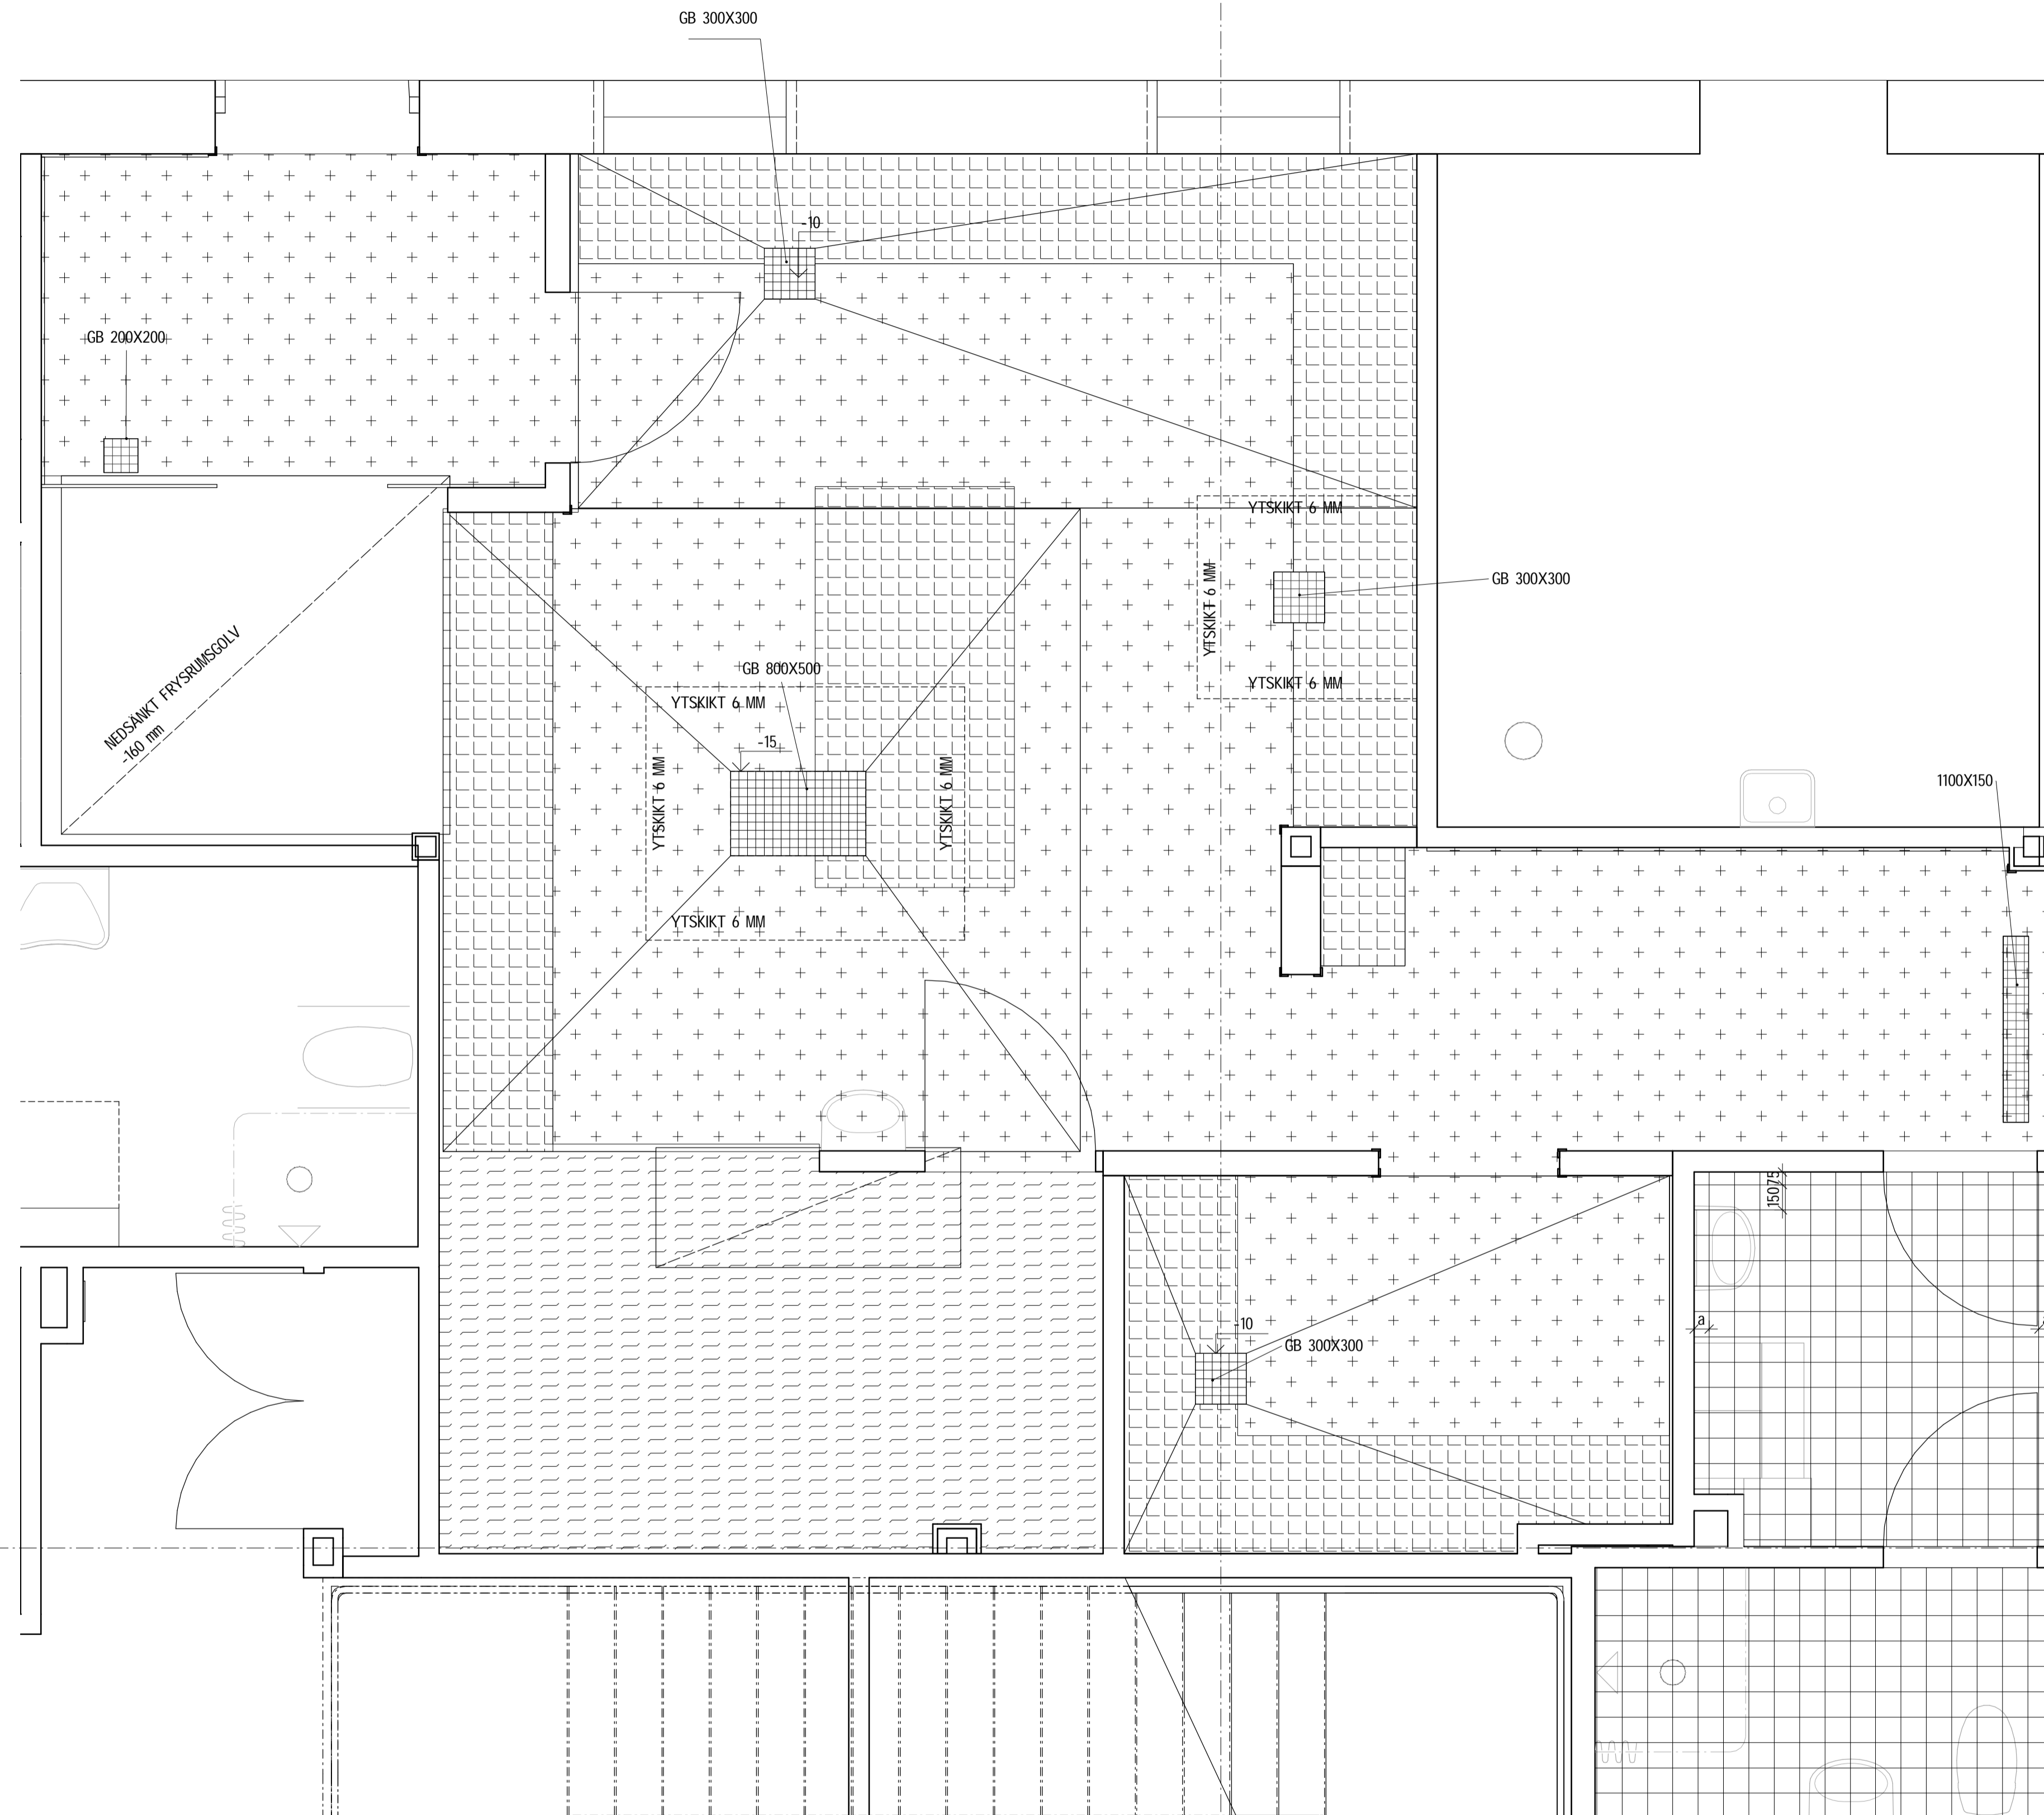 GB 300X300
-10
GB 200X200
YTSKIKT 6 MM
YTSKIKT 6 MM
GB 300X300
YTSKIKT 6 MM
NEDSÄNKT FRYSRUMSGOLV
-160 mm
GB 800X500
YTSKIKT 6 MM
-15
YTSKIKT 6 MM
YTSKIKT 6 MM
YTSKIKT 6 MM
1100X150
15075
a
-10
GB 300X300